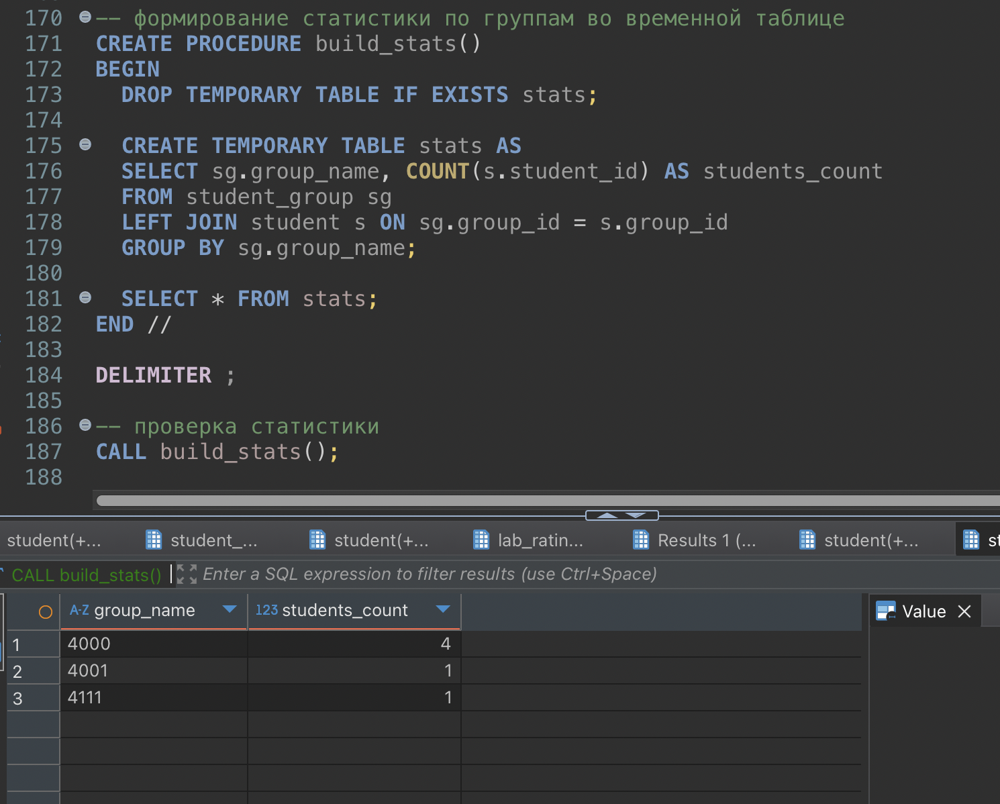 170 -- формирование статистики по группам во временной таблице
171 CREATE PROCEDURE build_stats()
172 BEGIN
173 DROP TEMPORARY TABLE IF EXISTS stats;
174
175 CREATE TEMPORARY TABLE stats AS
176 SELECT sg.group_name, COUNT(s.student_id) AS students_count
177 FROM student_group sg
178 LEFT JOIN student s ON sg.group_id = s.group_id
179 GROUP BY sg.group_name;
180
181 SELECT * FROM stats;
182 END //
183
184 DELIMITER ;
185
186 -- проверка статистики
187 CALL build_stats();
188
student(+... student_... student(+... lab_ratin... Results 1 (... student(+... st
CALL build_stats() Enter a SQL expression to filter results (use Ctrl+Space)
A-Z group_name 123 students_count Value
1 4000 4
2 4001 1
3 4111 1